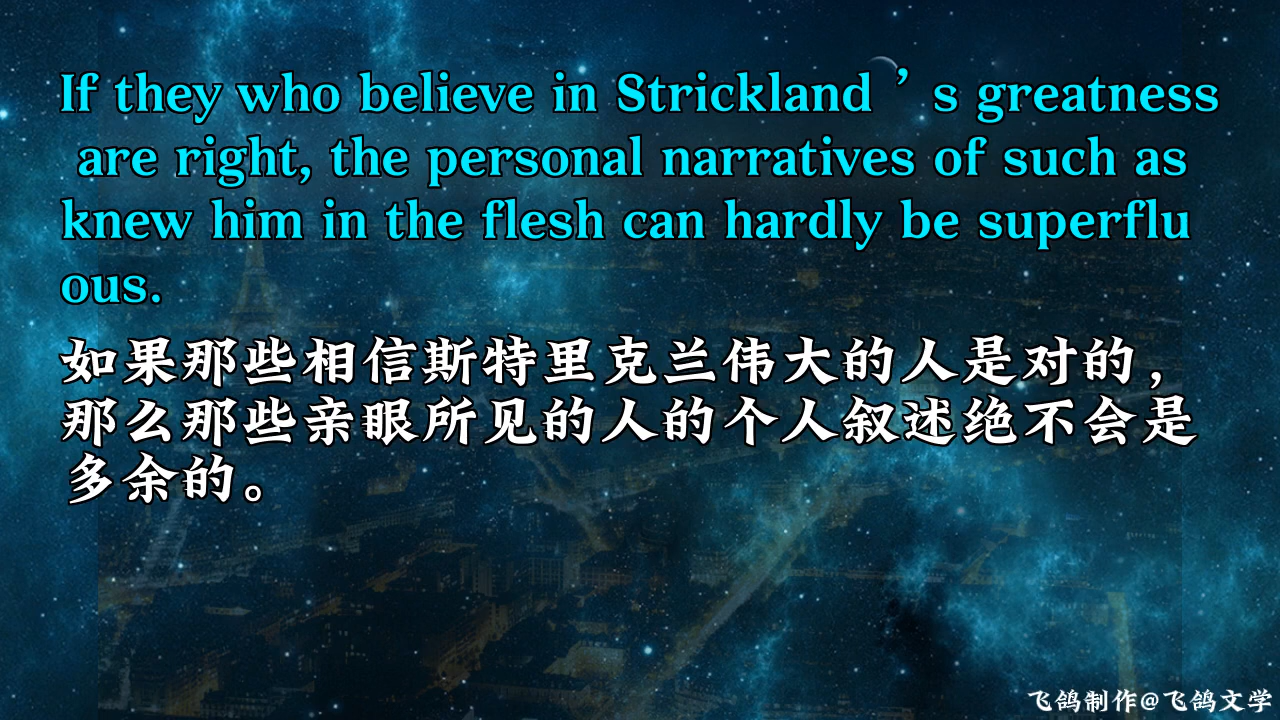 If they who believe in Strickland ’ s greatness
are right, the personal narratives of such as
knew him in the flesh can hardly be superflu
ous.
如果那些相信斯特里克兰伟大的人是对的，
那么那些亲眼所见的人的个人叙述绝不会是
多余的。
飞鸽制作@飞鸽文学